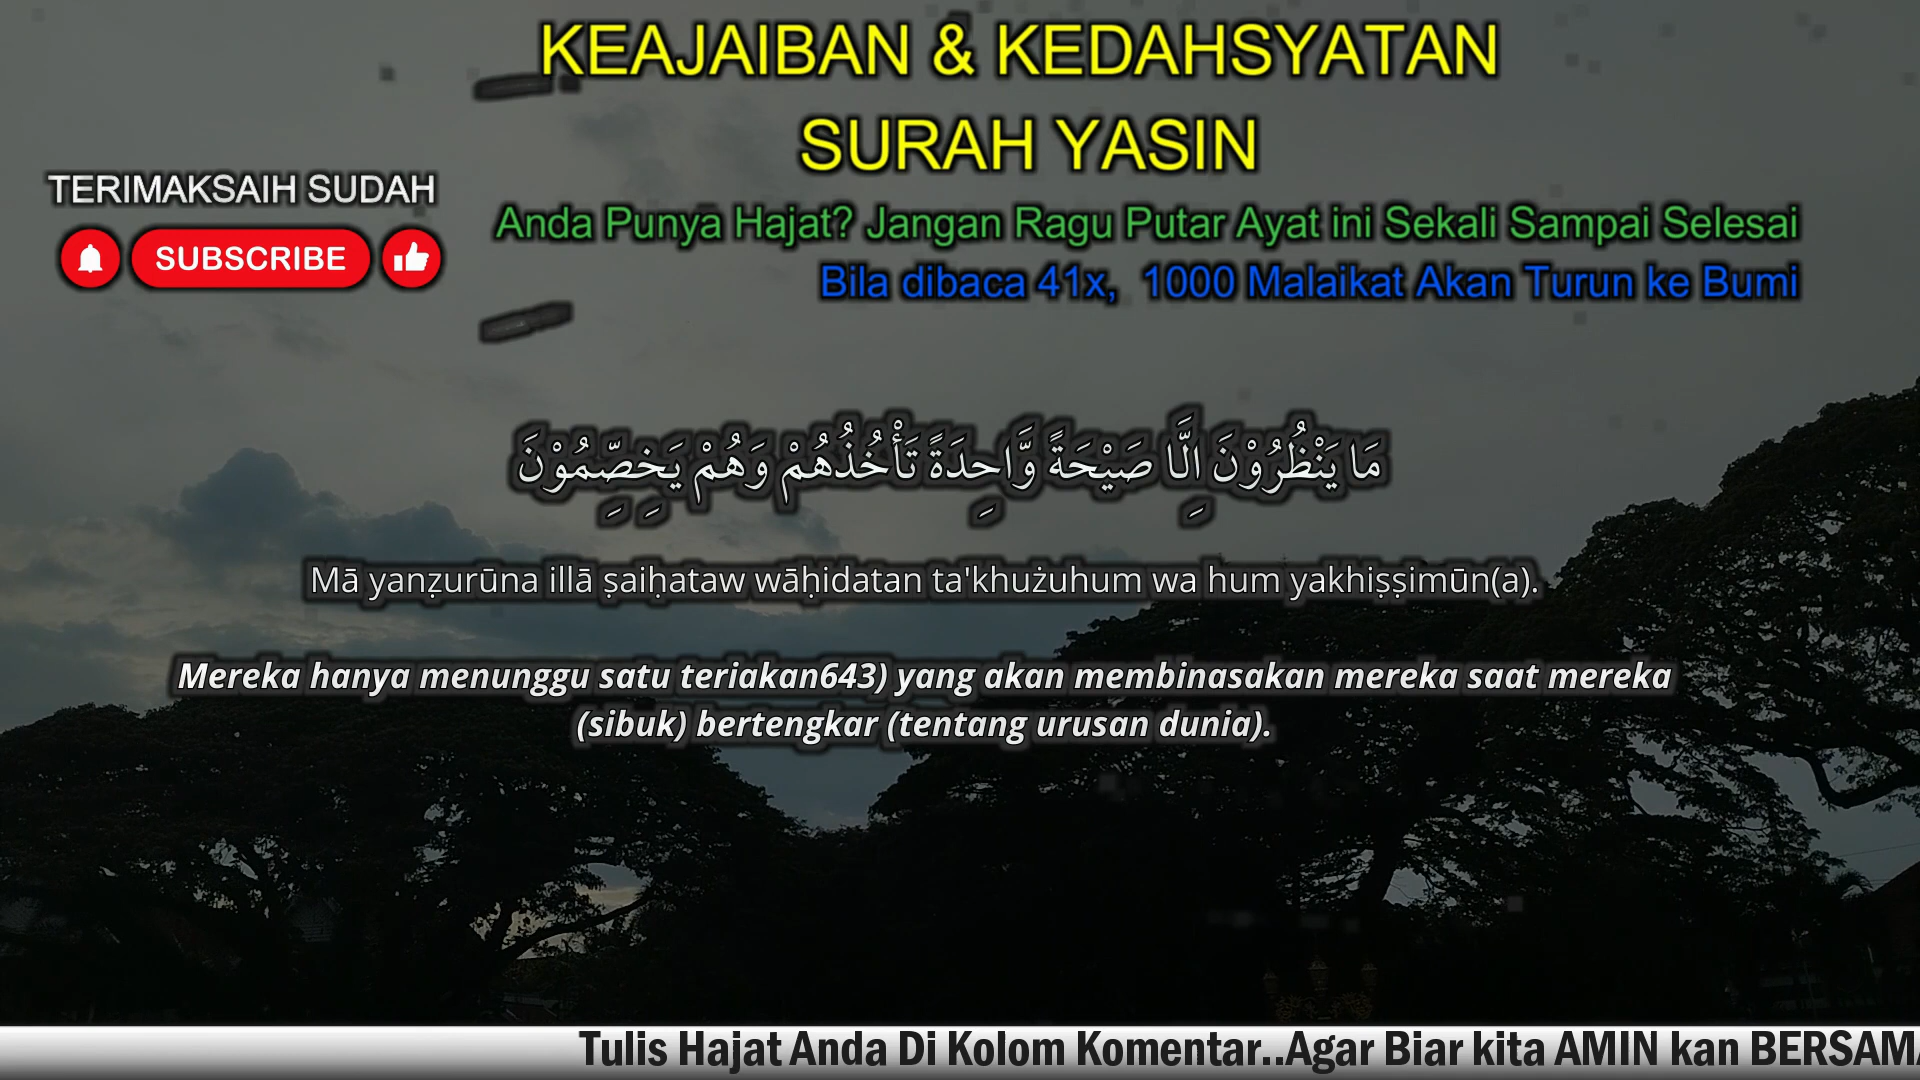 KEAJAIBAN & KEDAHSYATAN
SURAH YASIN
TERIMAKSAIH SUDAH
SUBSCRIBE
Anda Punya Hajat? Jangan Ragu Putar Ayat ini Sekali Sampai Selesai
Bila dibaca 41x, 1000 Malaikat Akan Turun ke Bumi
مَا يَنْظُرُوْنَ اِلَّا صَيْحَةً وَّاحِدَةً تَأْخُذُهُمْ وَهُمْ يَخِصِّمُوْنَ
Mā yanẓurūna illā ṣaiḥataw wāḥidatan ta'khużuhum wa hum yakhiṣṣimūn(a).
Mereka hanya menunggu satu teriakan643) yang akan membinasakan mereka saat mereka
(sibuk) bertengkar (tentang urusan dunia).
Tulis Hajat Anda Di Kolom Komentar..Agar Biar kita AMIN kan BERSAMA